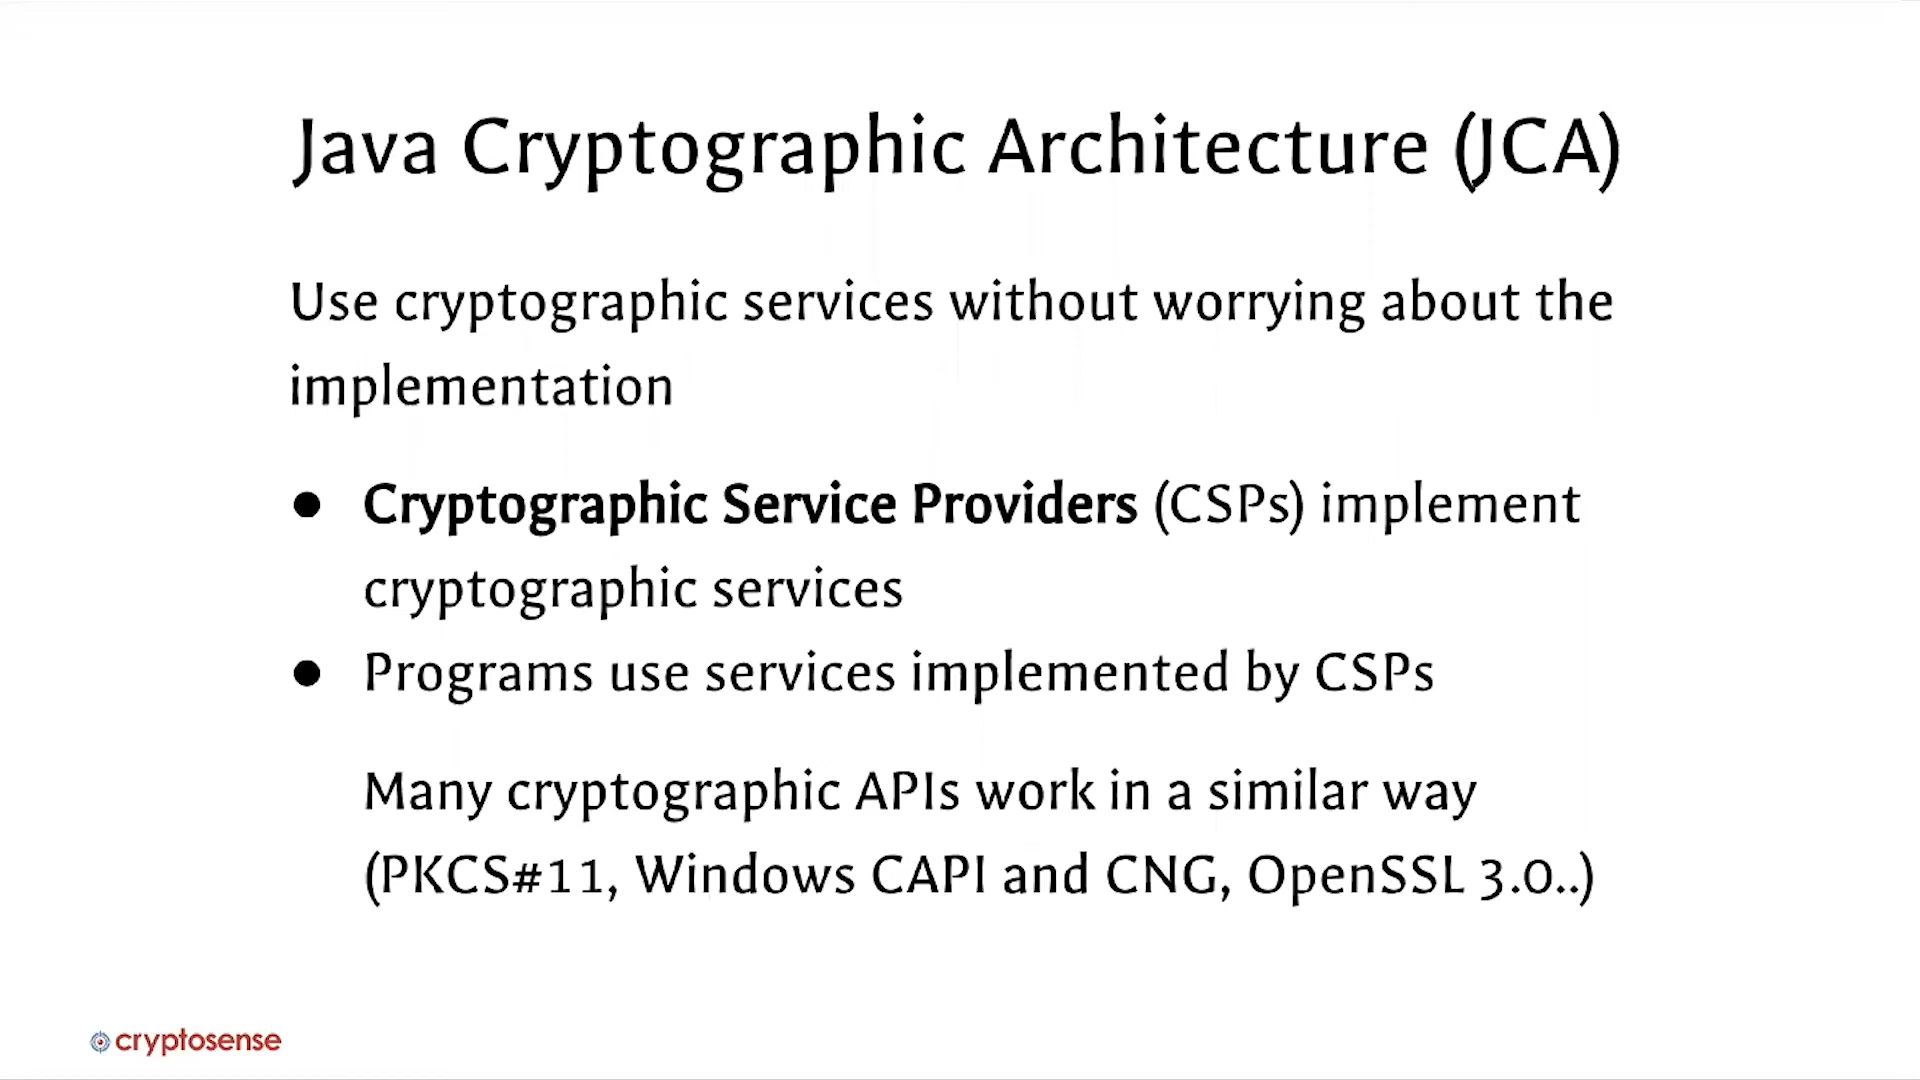 Java Cryptographic Architecture (JCA)
Use cryptographic services without worrying about the
implementation
● Cryptographic Service Providers (CSPs) implement
cryptographic services
● Programs use services implemented by CSPs
Many cryptographic APIs work in a similar way
(PKCS#11, Windows CAPI and CNG, OpenSSL 3.0..)
cryptosense